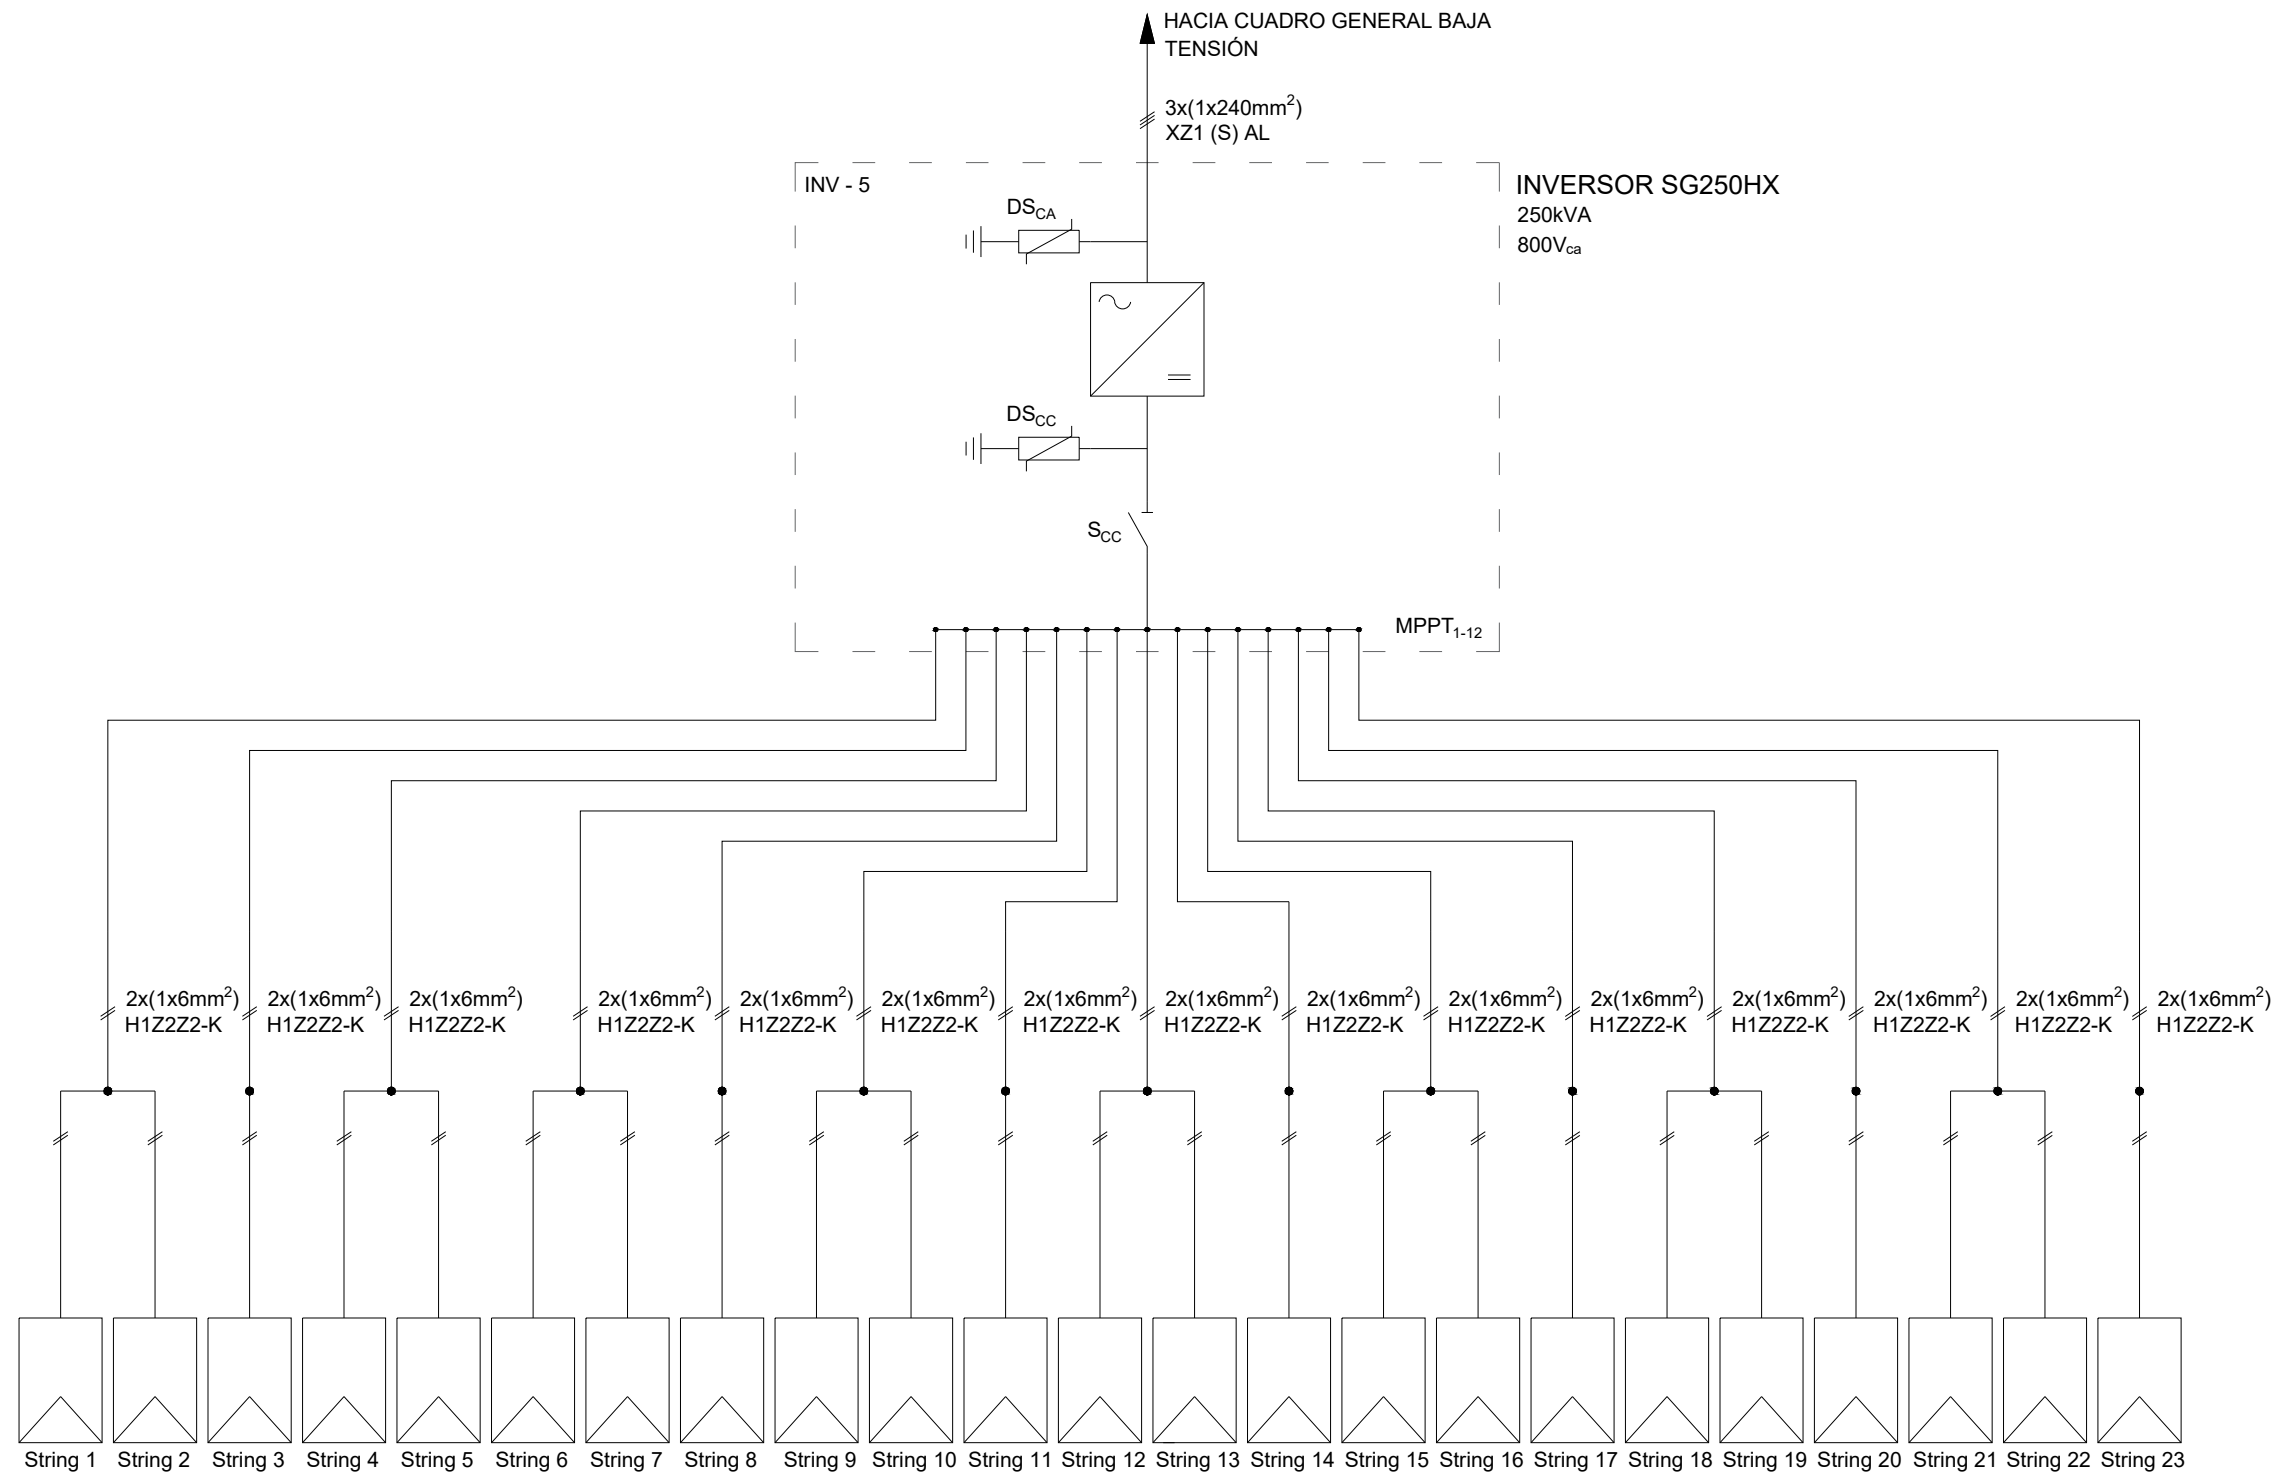 HACIA CUADRO GENERAL BAJA
TENSIÓN
3x(1x240mm²)
XZ1 (S) AL
INV - 5
INVERSOR SG250HX
250kVA
800Vca
DSCA
DSCC
SCC
MPPT1-12
2x(1x6mm²) 2x(1x6mm²) 2x(1x6mm²) 2x(1x6mm²) 2x(1x6mm²) 2x(1x6mm²) 2x(1x6mm²) 2x(1x6mm²) 2x(1x6mm²) 2x(1x6mm²) 2x(1x6mm²) 2x(1x6mm²) 2x(1x6mm²) 2x(1x6mm²) 2x(1x6mm²)
H1Z2Z2-K H1Z2Z2-K H1Z2Z2-K H1Z2Z2-K H1Z2Z2-K H1Z2Z2-K H1Z2Z2-K H1Z2Z2-K H1Z2Z2-K H1Z2Z2-K H1Z2Z2-K H1Z2Z2-K H1Z2Z2-K H1Z2Z2-K H1Z2Z2-K
String 1 String 2 String 3 String 4 String 5 String 6 String 7 String 8 String 9 String 10 String 11 String 12 String 13 String 14 String 15 String 16 String 17 String 18 String 19 String 20 String 21 String 22 String 23